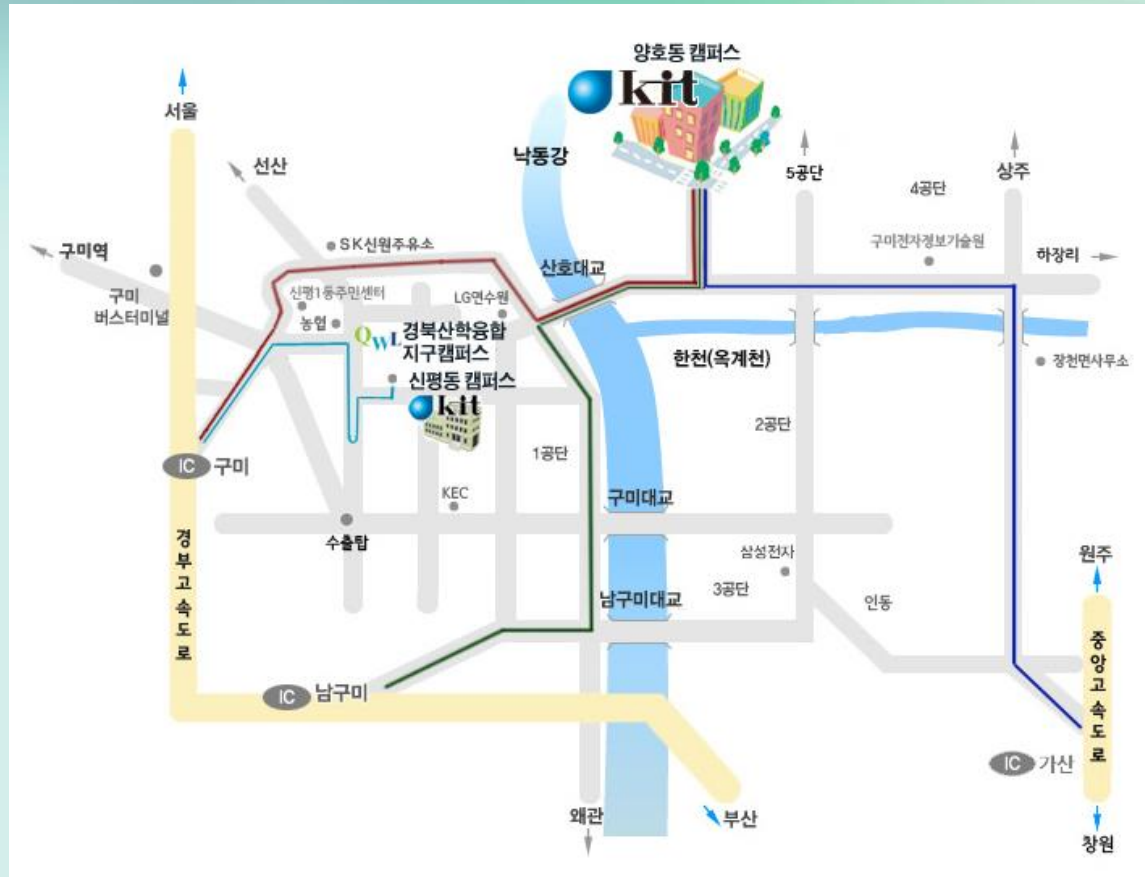 양호동 캠퍼스
kit
서울
선산
낙동강
5공단
4공단
상주
구미역
SK신원주유소
구미전자정보기술원
하장리
산호대교
구미
버스터미널
신평1동주민센터
LG연수원
농협
QWL 경북산학융합
지구캠퍼스
한천(옥계천)
장천면사무소
신평동 캠퍼스
kit
2공단
1공단
IC 구미
KEC
구미대교
수출탑
경부고속도로
삼성전자
원주
3공단
인동
남구미대교
중앙고속도로
IC 남구미
IC 가산
왜관
부산
창원